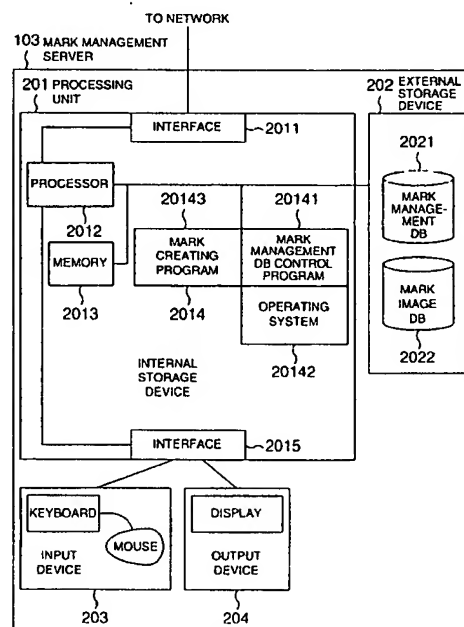 TO NETWORK
103 MARK MANAGEMENT
SERVER
201 PROCESSING
UNIT
202 EXTERNAL
STORAGE
DEVICE
INTERFACE
2011
2021
PROCESSOR
2012
20143
20141
MARK
MANAGE-
MENT
DB
MEMORY
2013
MARK
CREATING
PROGRAM
MARK
MANAGEMENT
DB CONTROL
PROGRAM
2014
OPERATING
SYSTEM
MARK
IMAGE
DB
2022
20142
INTERNAL
STORAGE
DEVICE
INTERFACE
2015
KEYBOARD
MOUSE
INPUT
DEVICE
DISPLAY
OUTPUT
DEVICE
203
204